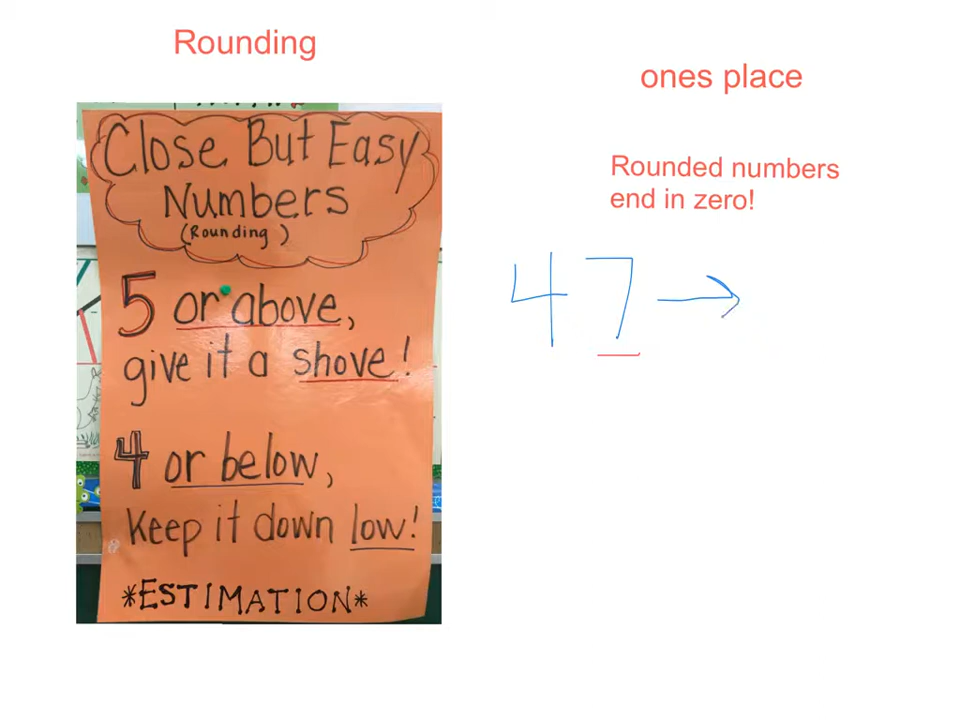 Rounding
ones place
Close But Easy
Numbers
(Rounding)
5 or above,
give it a shove!
4 or below,
keep it down low!
*ESTIMATION*
Rounded numbers
end in zero!
47 →